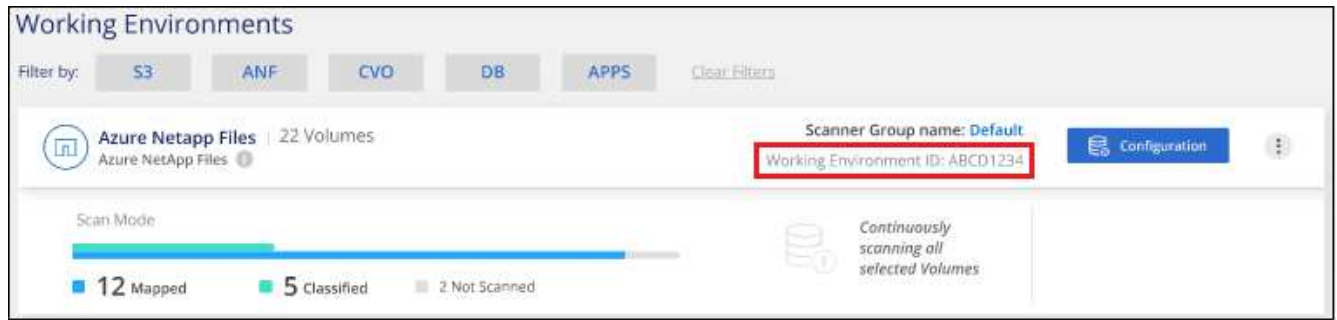 Working Environments
Filter by: S3 ANF CVO DB APPS Clear Filters
Azure Netapp Files | 22 Volumes
Azure NetApp Files
Scanner Group name: Default
Working Environment ID: ABCD1234
Configuration
Scan Mode
12 Mapped 5 Classified 2 Not Scanned
Continuously
scanning all
selected Volumes